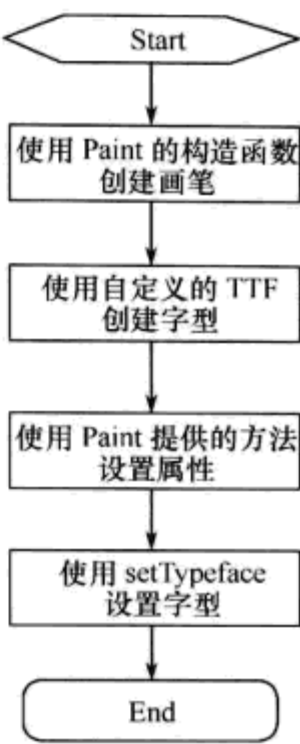 Start
使用 Paint 的构造函数
创建画笔
使用自定义的 TTF
创建字型
使用 Paint 提供的方法
设置属性
使用 setTypeface
设置字型
End